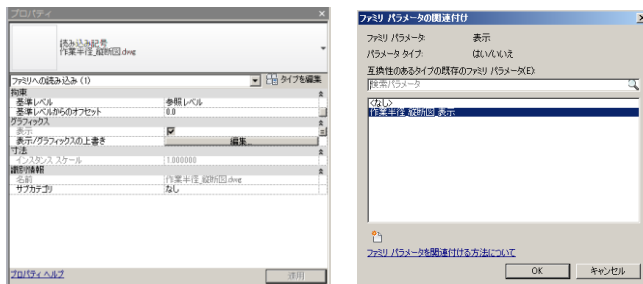 プロパティ
読み込み記号
作業半径_縦断図.dwg
ファミリへの読み込み (1)
タイプを編集
拘束
基準レベル
参照レベル
基準レベルからのオフセット
0.0
グラフィックス
表示
表示/グラフィックスの上書き
編集...
寸法
インスタンス スケール
1.000000
識別情報
名前
作業半径_縦断図.dwg
サブカテゴリ
なし
プロパティ ヘルプ
適用
ファミリ パラメータの関連付け
ファミリ パラメータ:
表示
パラメータ タイプ:
はい/いいえ
互換性のあるタイプの既存のファミリ パラメータ(E):
検索パラメータ
<なし>
作業半径_縦断図_表示
ファミリ パラメータを関連付ける方法について
OK
キャンセル